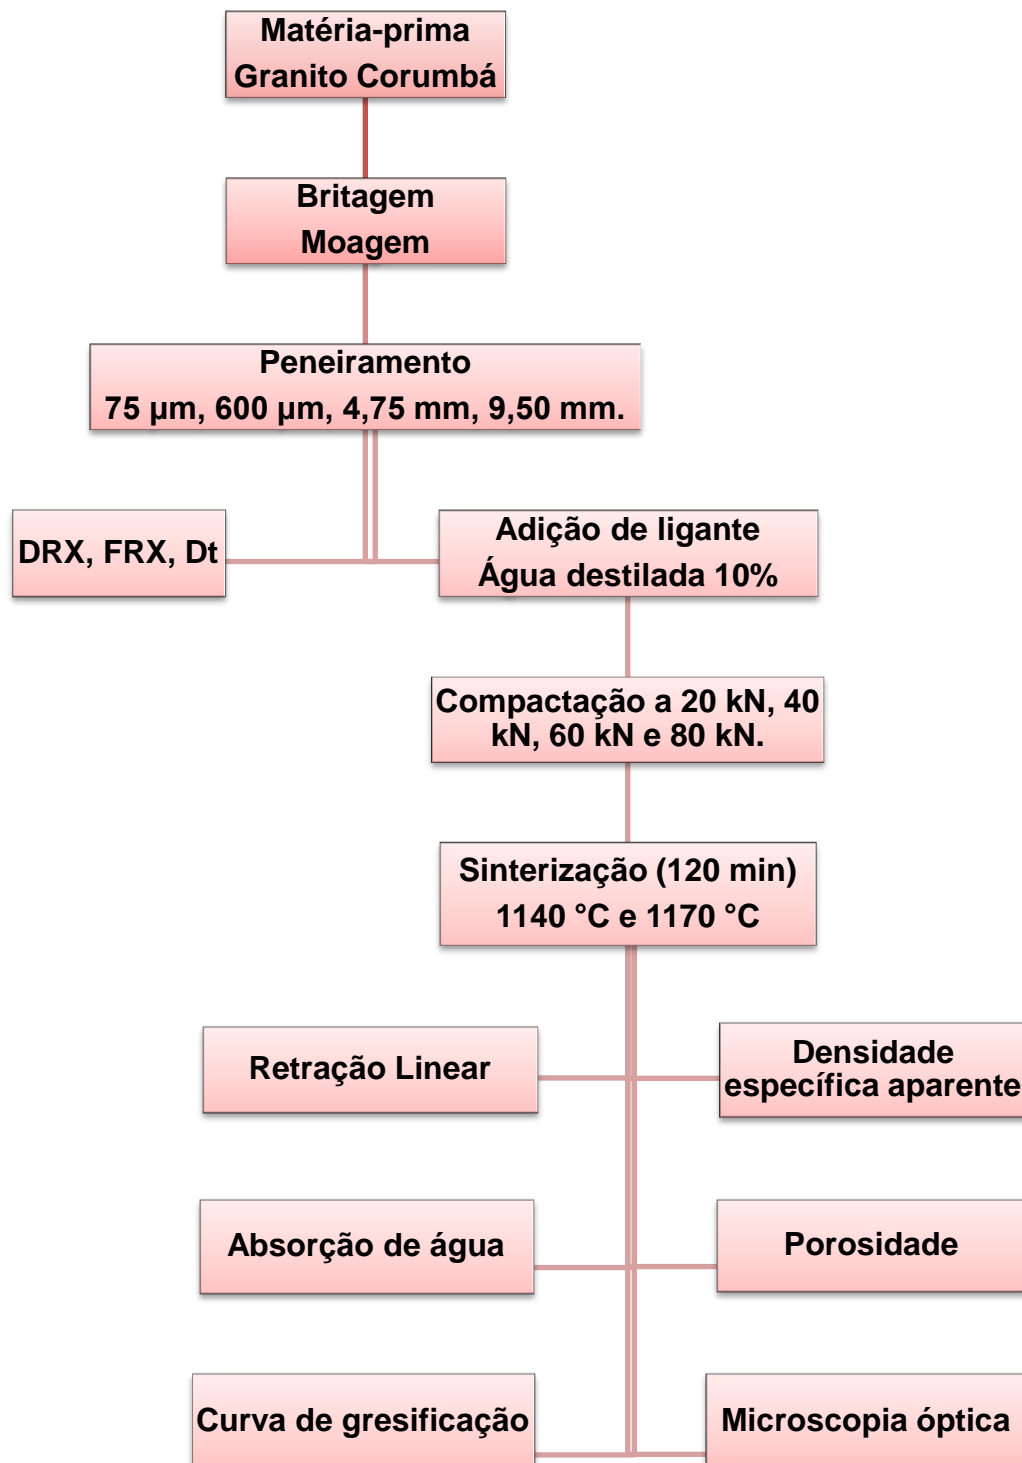 Matéria-prima
Granito Corumbá
Britagem
Moagem
Peneiramento
75 µm, 600 µm, 4,75 mm, 9,50 mm.
DRX, FRX, Dt
Adição de ligante
Água destilada 10%
Compactação a 20 kN, 40
kN, 60 kN e 80 kN.
Sinterização (120 min)
1140 °C e 1170 °C
Retração Linear
Densidade
específica aparente
Absorção de água
Porosidade
Curva de gresificação
Microscopia óptica